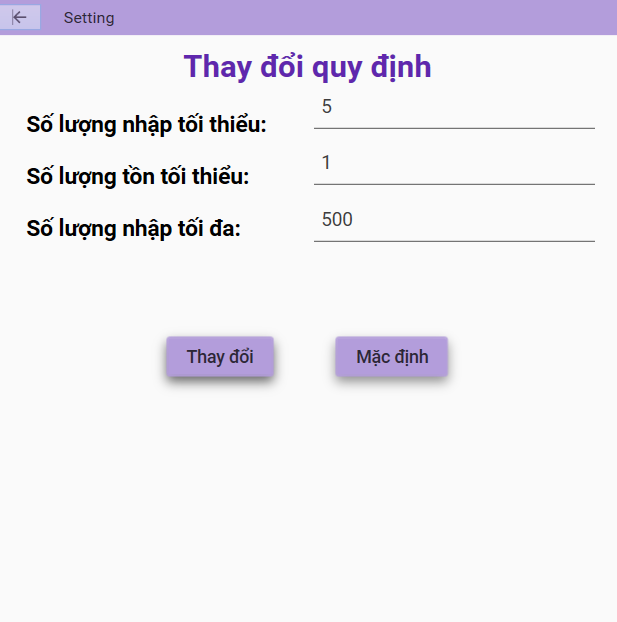 Setting
Thay đổi quy định
Số lượng nhập tối thiểu:
5
Số lượng tồn tối thiểu:
1
Số lượng nhập tối đa:
500
Thay đổi
Mặc định